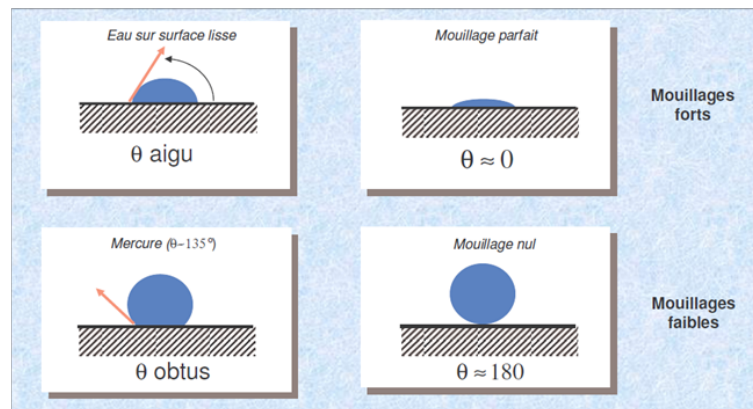 Eau sur surface lisse
θ aigu
Mouillage parfait
θ ≈ 0
Mouillages
forts
Mercure (θ~135°)
θ obtus
Mouillage nul
θ ≈ 180
Mouillages
faibles